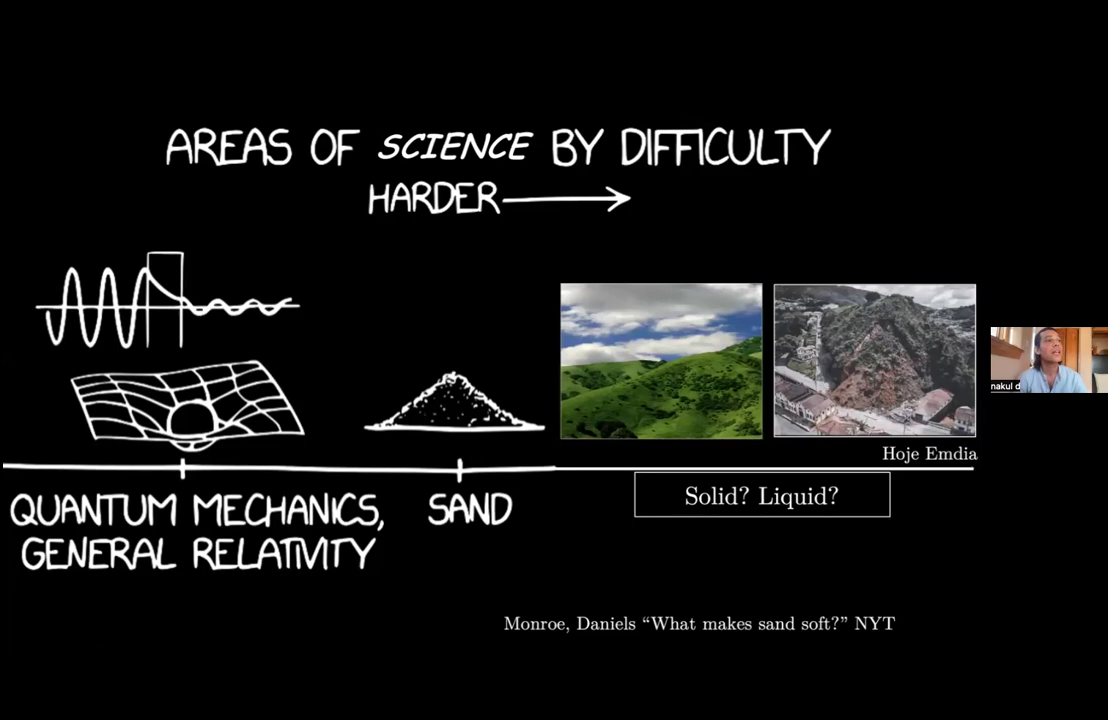 AREAS OF SCIENCE BY DIFFICULTY
HARDER
Hoje Emdia
QUANTUM MECHANICS,
GENERAL RELATIVITY
SAND
Solid? Liquid?
nakul d
Monroe, Daniels “What makes sand soft?” NYT